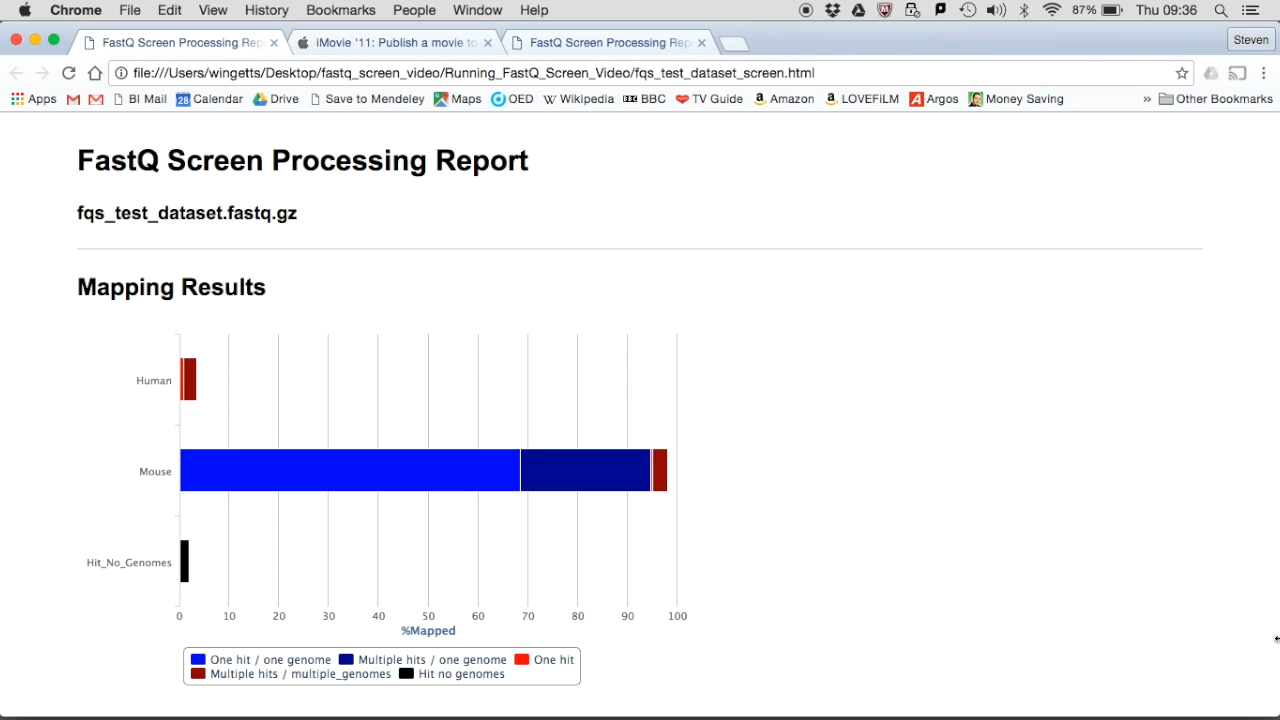 Chrome File Edit View History Bookmarks People Window Help 87% Thu 09:36
FastQ Screen Processing Rep iMovie '11: Publish a movie to FastQ Screen Processing Rep Steven
file:///Users/wingetts/Desktop/fastq_screen_video/Running_FastQ_Screen_Video/fqs_test_dataset_screen.html
Apps BI Mail 28 Calendar Drive Save to Mendeley Maps OED W Wikipedia BBC TV Guide a Amazon a LOVEFiLM A Argos Money Saving » Other Bookmarks
FastQ Screen Processing Report
fqs_test_dataset.fastq.gz
Mapping Results
Human
Mouse
Hit_No_Genomes
0 10 20 30 40 50 60 70 80 90 100
%Mapped
One hit / one genome Multiple hits / one genome One hit
Multiple hits / multiple_genomes Hit no genomes